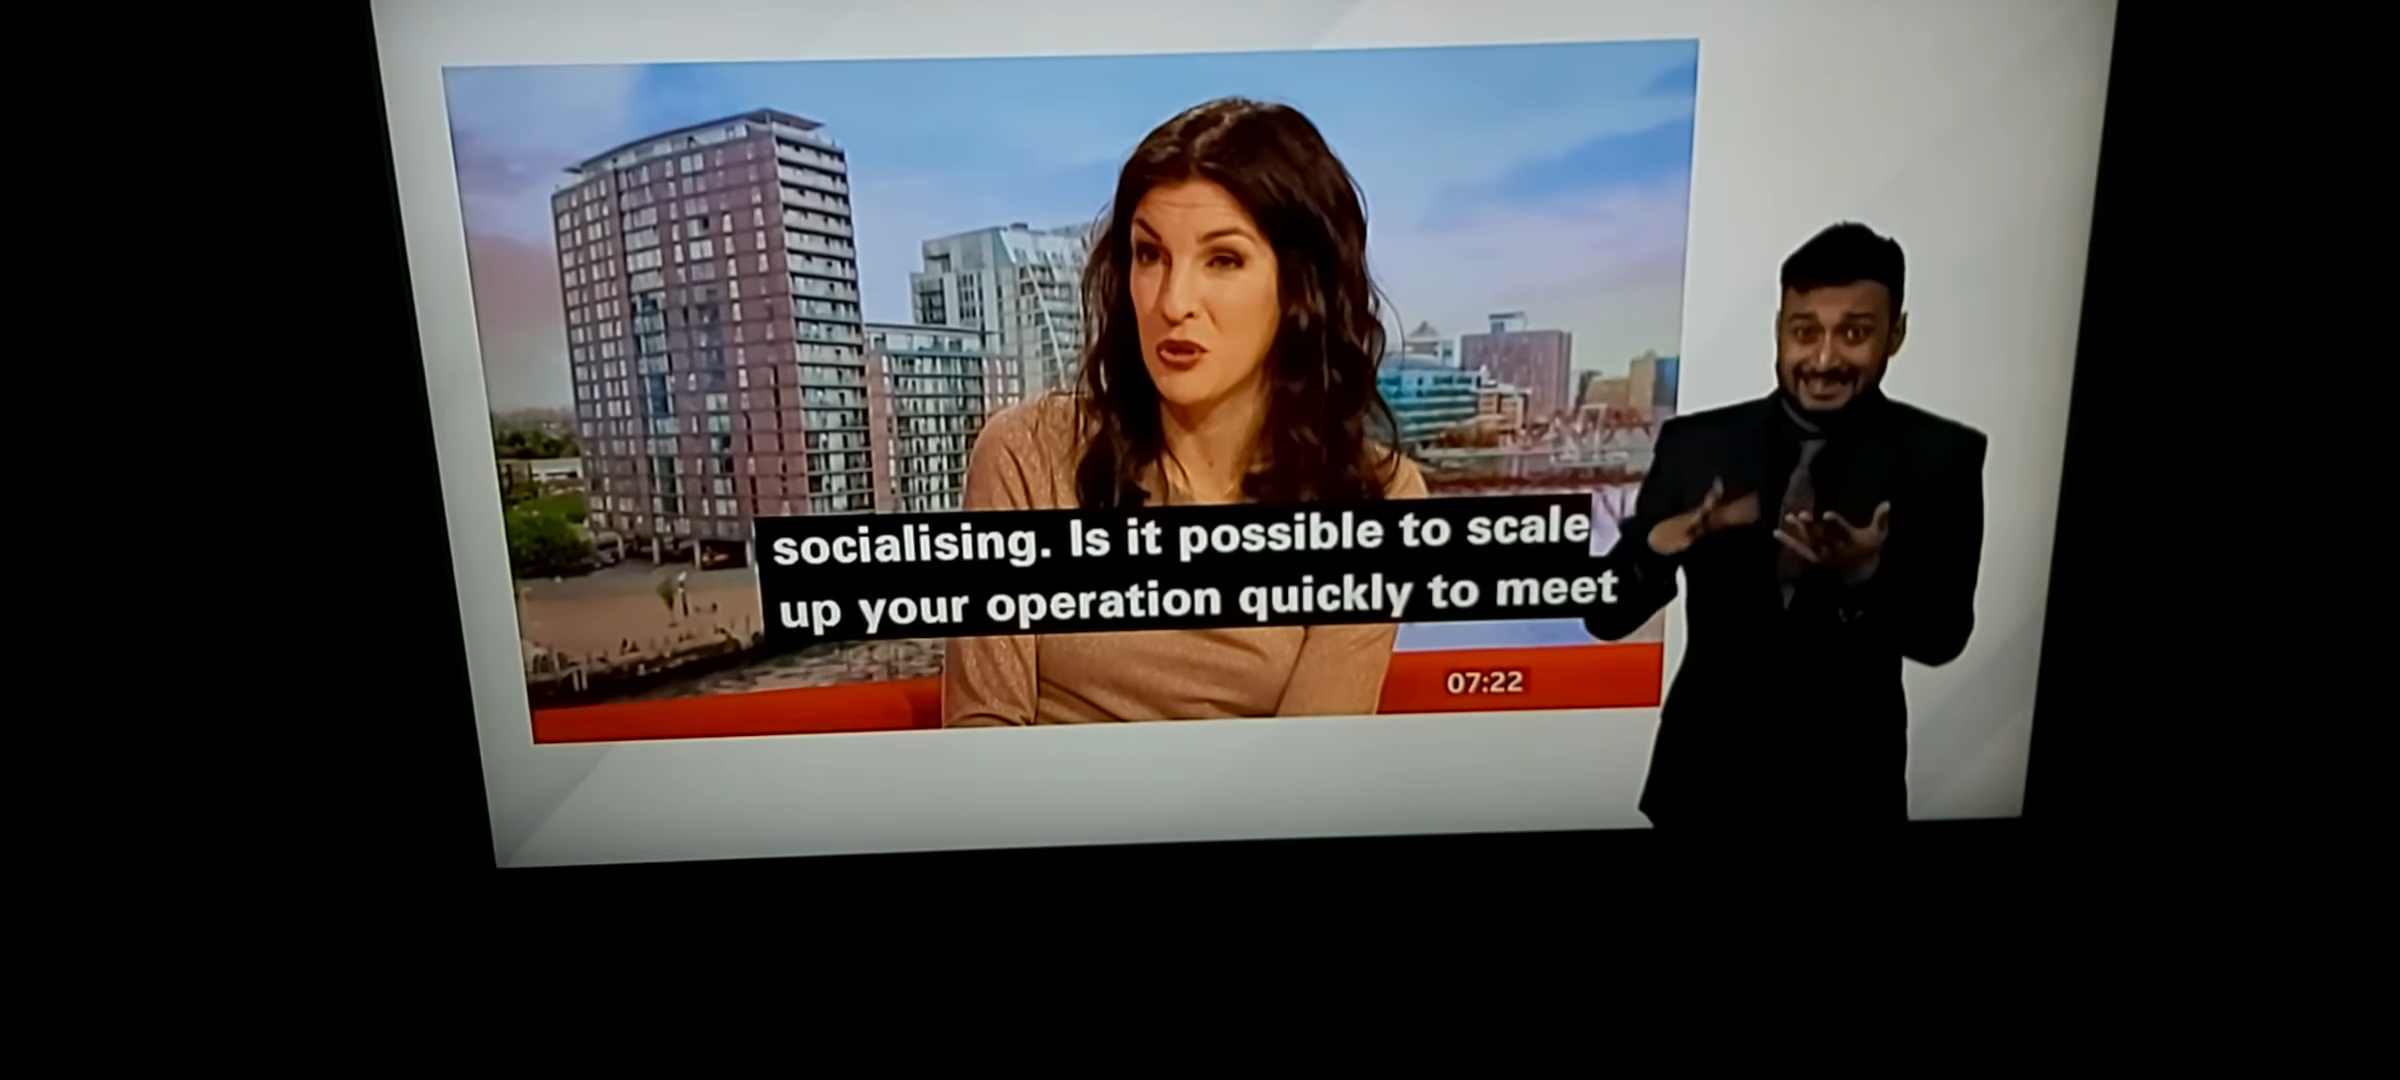 socialising. Is it possible to scale
up your operation quickly to meet
07:22